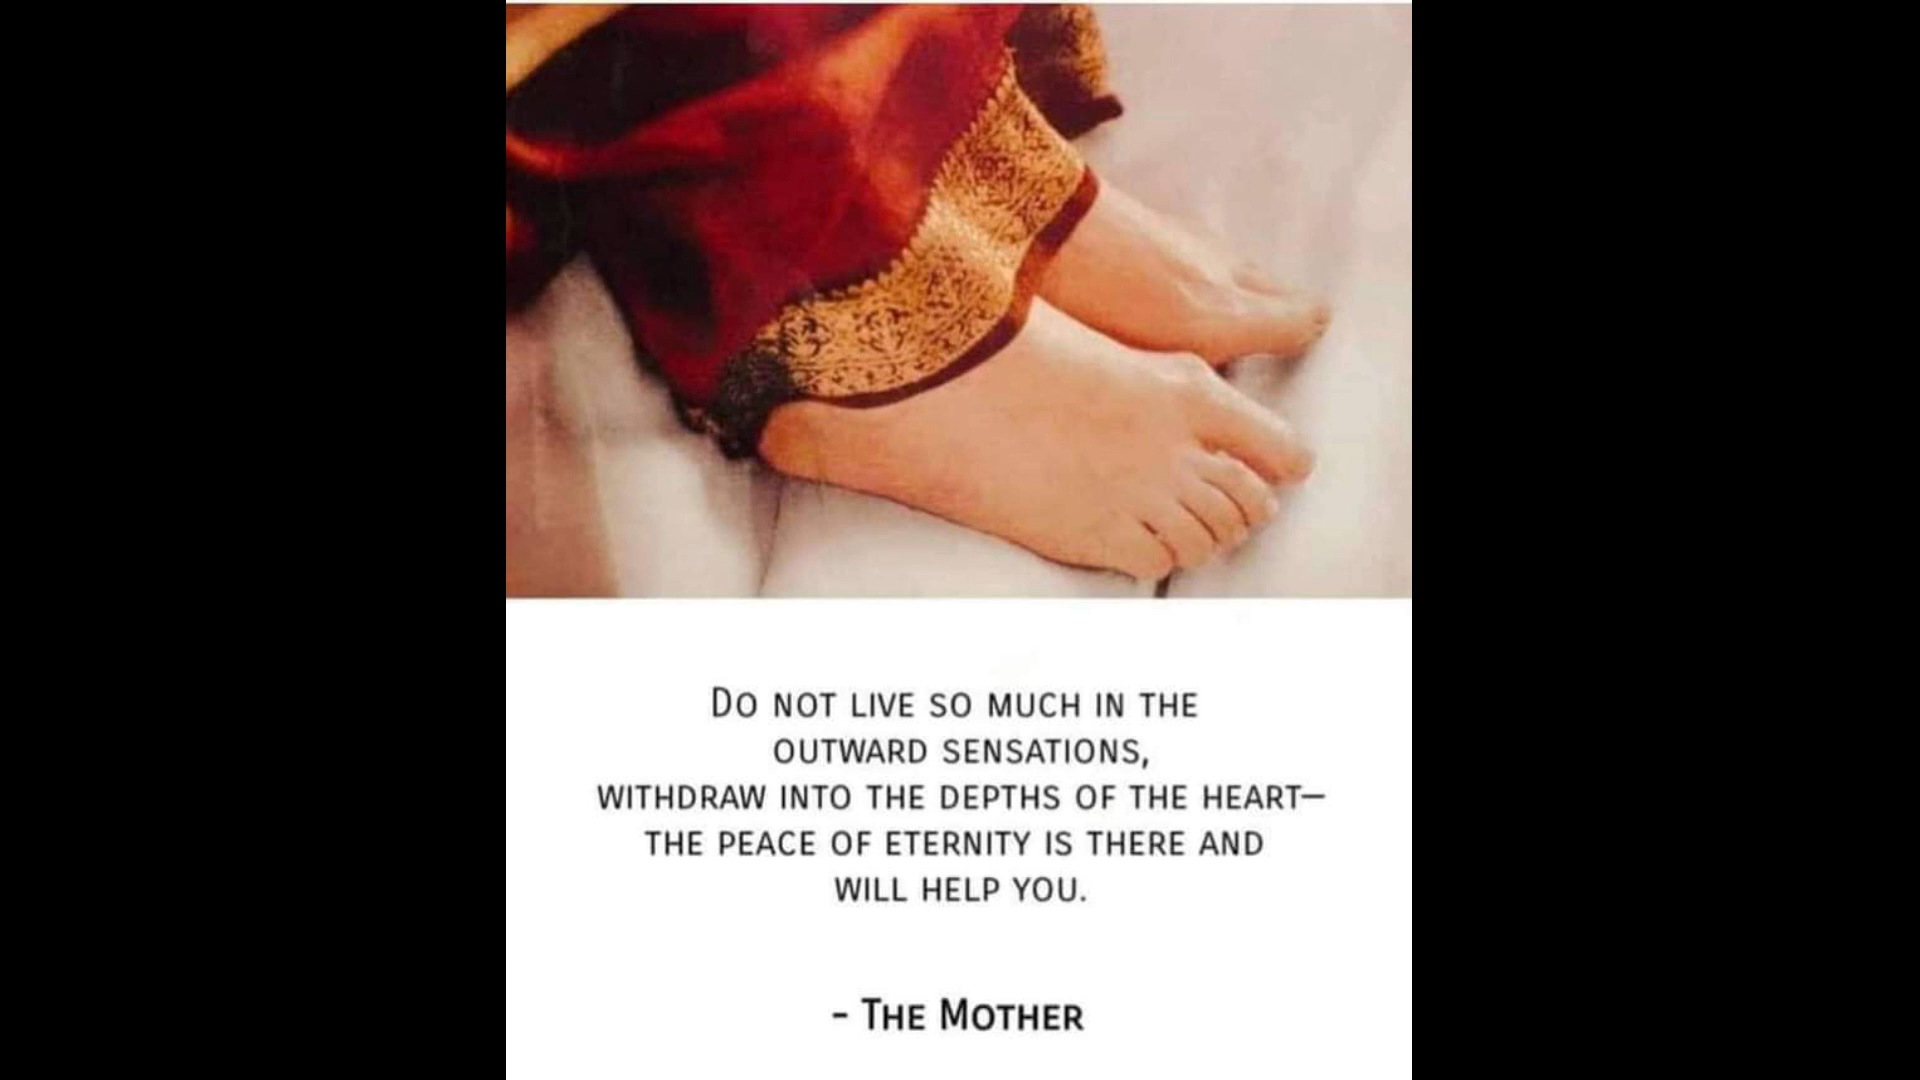 Do not live so much in the
outward sensations,
withdraw into the depths of the heart—
the peace of eternity is there and
will help you.
- The Mother